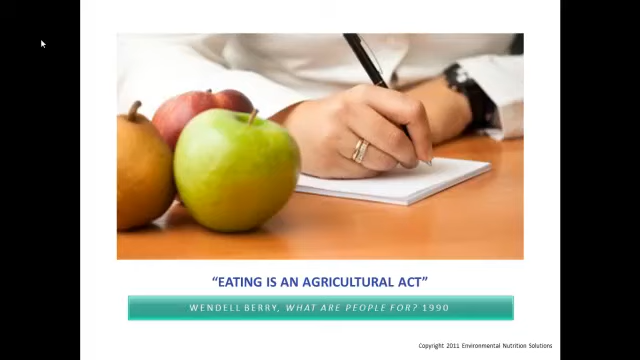 “EATING IS AN AGRICULTURAL ACT”
WENDELL BERRY, WHAT ARE PEOPLE FOR? 1990
Copyright 2011 Environmental Nutrition Solutions